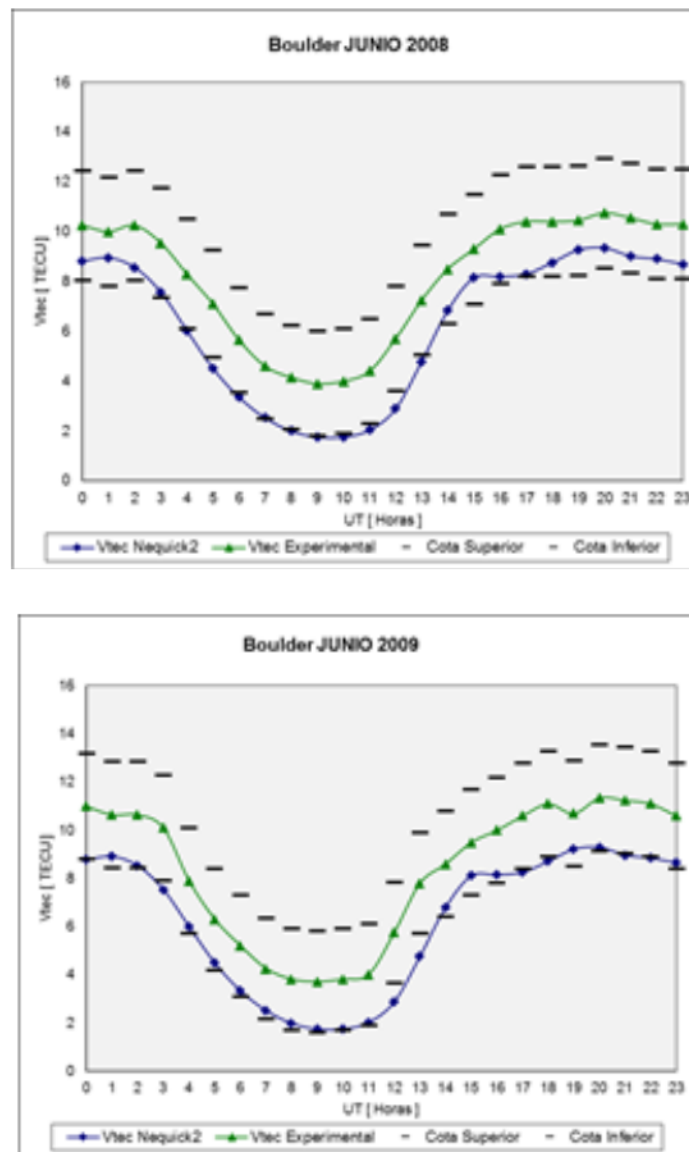 Boulder JUNIO 2008
16
14
12
10
8
6
4
2
0
Vtec [ TECU ]
0 1 2 3 4 5 6 7 8 9 10 11 12 13 14 15 16 17 18 19 20 21 22 23
UT [ Horas ]
Vtec Nequick2 Vtec Experimental Cota Superior Cota Inferior
Boulder JUNIO 2009
16
14
12
10
8
6
4
2
0
Vtec [ TECU ]
0 1 2 3 4 5 6 7 8 9 10 11 12 13 14 15 16 17 18 19 20 21 22 23
UT [ Horas ]
Vtec Nequick2 Vtec Experimental Cota Superior Cota Inferior